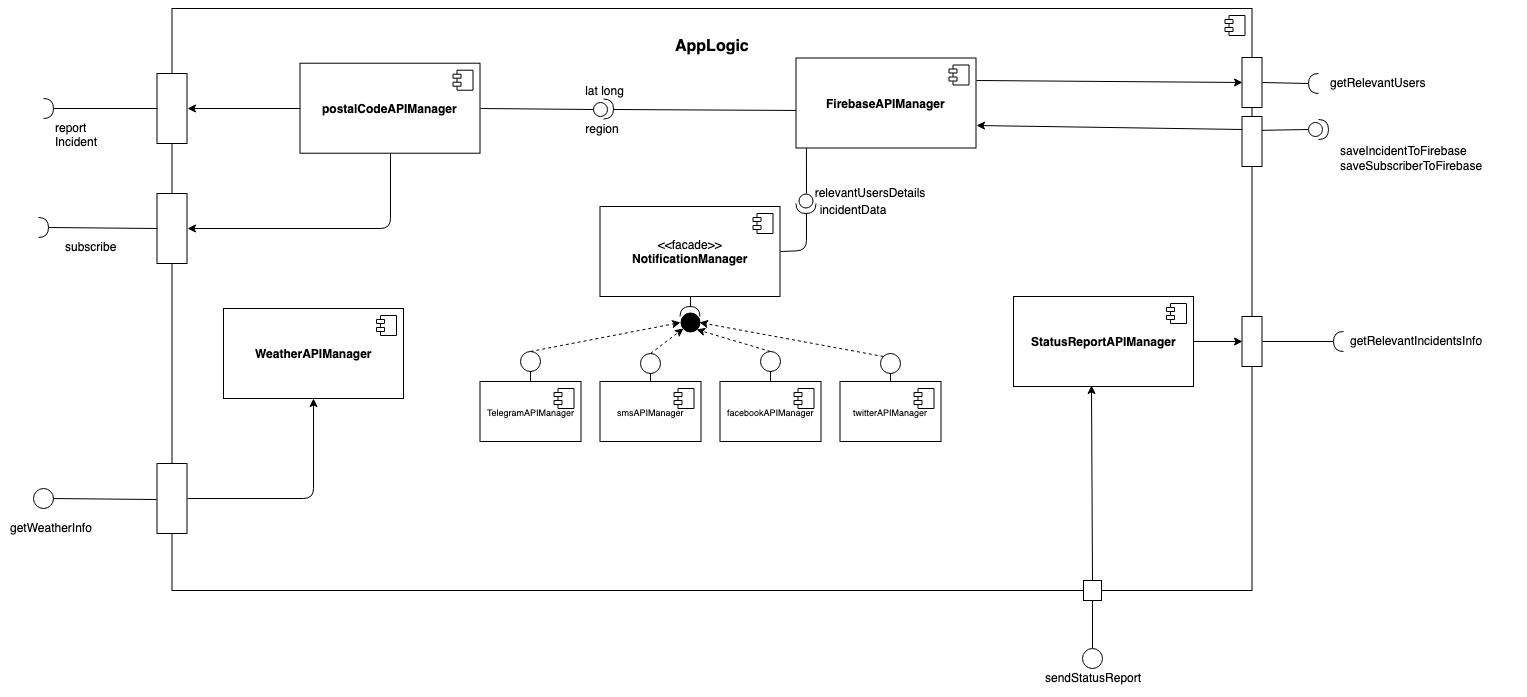 AppLogic
postalCodeAPIManager
lat long
region
FirebaseAPIManager
getRelevantUsers
report
Incident
saveIncidentToFirebase
saveSubscriberToFirebase
relevantUsersDetails
incidentData
subscribe
<<facade>>
NotificationManager
WeatherAPIManager
StatusReportAPIManager
getRelevantIncidentsInfo
TelegramAPIManager
smsAPIManager
facebookAPIManager
twitterAPIManager
getWeatherInfo
sendStatusReport